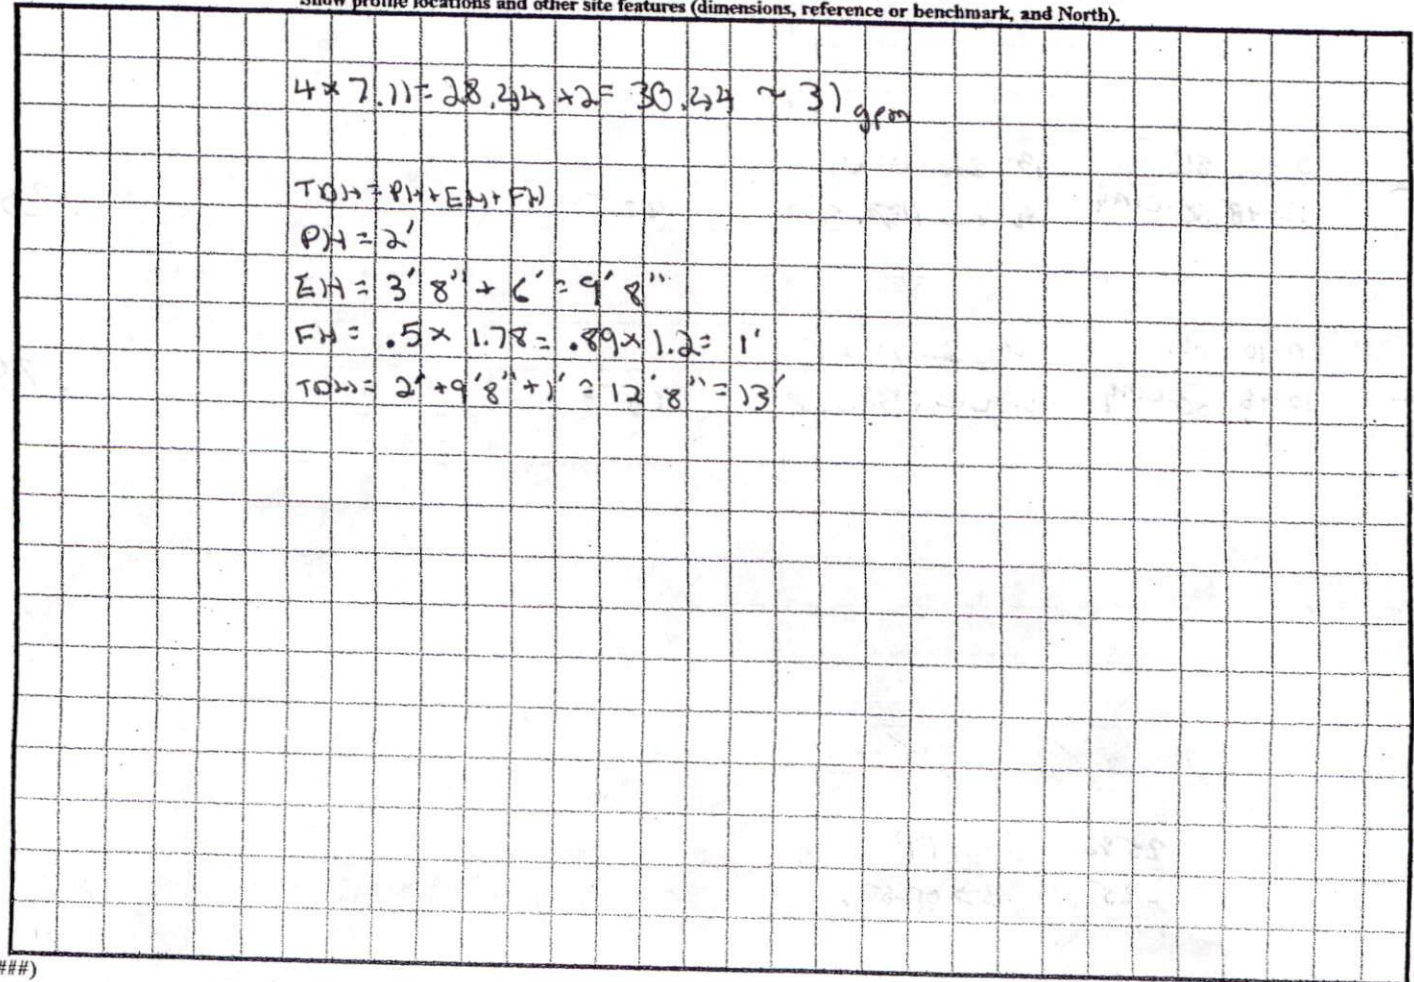 Show profile locations and other site features (dimensions, reference or benchmark, and North).
4 * 7.11 = 28.44 +2 = 30.44 ~ 31 gpm
TDH = PH + EH + FH
PH = 2'
EH = 3' 8" + 6' = 9' 8"
FH = .5 × 1.78 = .89 × 1.2 = 1'
TDH = 2' + 9' 8" + 1' = 12' 8" = 13'
###)